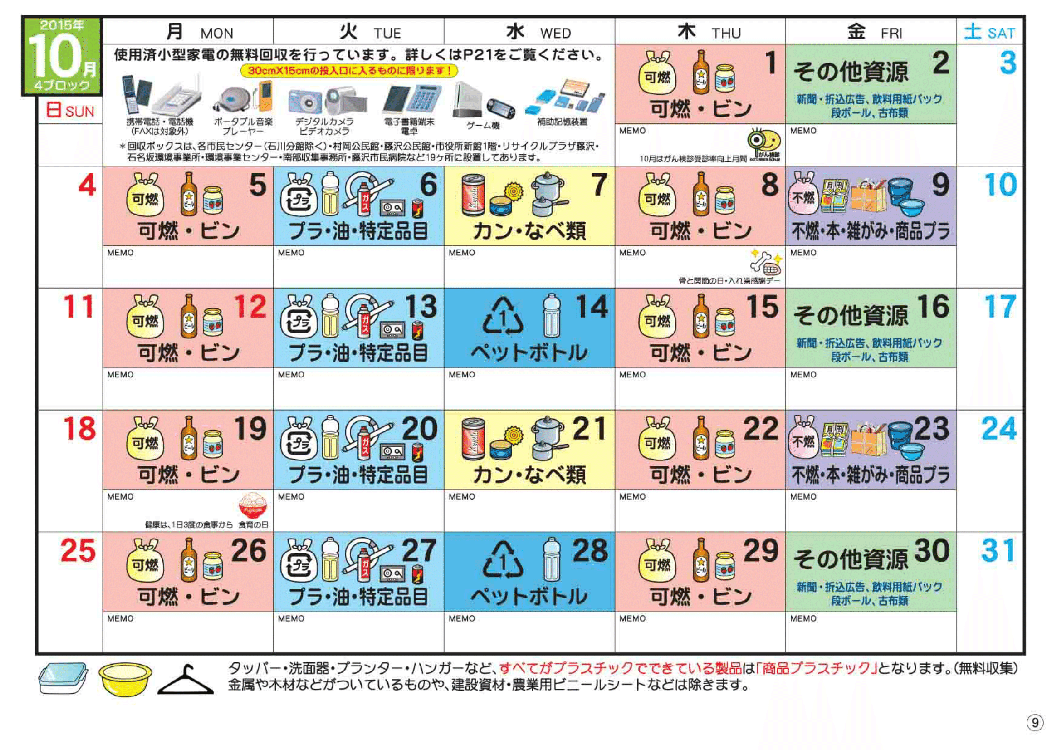 2015年
10月
4ブロック
日 SUN
月 MON
火 TUE
水 WED
木 THU
金 FRI
土 SAT
使用済小型家電の無料回収を行っています。詳しくはP21をご覧ください。
30cm×15cmの投入口に入るものに限ります!
携帯電話・電話機
(FAXは対象外)
ポータブル音楽
プレーヤー
デジタルカメラ
ビデオカメラ
電子書籍端末
電卓
ゲーム機
補助記憶装置
*回収ボックスは、各市民センター(石川分館除く)・村岡公民館・藤沢公民館・市役所新館1階・リサイクルプラザ藤沢・
石名坂環境事業所・環境事業センター・南部収集事務所・藤沢市民病院など19ヶ所に設置してあります。
可燃
1
可燃・ビン
MEMO
10月はがん検診受診率向上月間
その他資源 2
新聞・折込広告、飲料用紙パック
段ボール、古布類
MEMO
3
4
可燃
5
可燃・ビン
MEMO
プラ
ガス
6
プラ・油・特定品目
MEMO
7
カン・なべ類
MEMO
可燃
8
可燃・ビン
MEMO
骨と関節の日・入れ歯感謝デー
不燃
9
不燃・本・雑がみ・商品プラ
MEMO
10
11
可燃
12
可燃・ビン
MEMO
プラ
ガス
13
プラ・油・特定品目
MEMO
1
14
ペットボトル
MEMO
可燃
15
可燃・ビン
MEMO
その他資源 16
新聞・折込広告、飲料用紙パック
段ボール、古布類
MEMO
17
18
可燃
19
可燃・ビン
MEMO
健康は、1日3度の食事から 食育の日
プラ
ガス
20
プラ・油・特定品目
MEMO
21
カン・なべ類
MEMO
可燃
22
可燃・ビン
MEMO
不燃
23
不燃・本・雑がみ・商品プラ
MEMO
24
25
可燃
26
可燃・ビン
MEMO
プラ
ガス
27
プラ・油・特定品目
MEMO
1
28
ペットボトル
MEMO
可燃
29
可燃・ビン
MEMO
その他資源 30
新聞・折込広告、飲料用紙パック
段ボール、古布類
MEMO
31
タッパー・洗面器・プランター・ハンガーなど、すべてがプラスチックでできている製品は「商品プラスチック」となります。(無料収集)
金属や木材などがついているものや、建設資材・農業用ビニールシートなどは除きます。
⑨